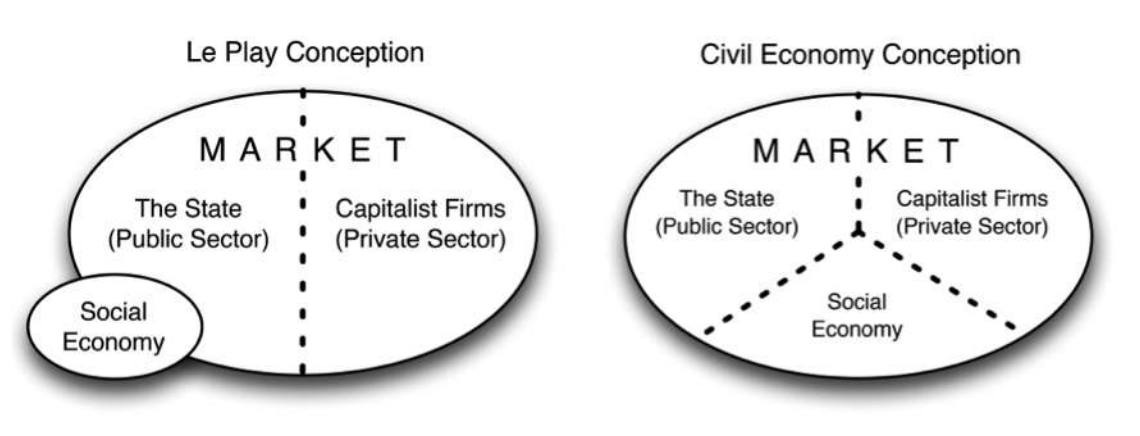 Le Play Conception
MARKET
The State
(Public Sector)
Capitalist Firms
(Private Sector)
Social
Economy
Civil Economy Conception
MARKET
The State
(Public Sector)
Capitalist Firms
(Private Sector)
Social
Economy